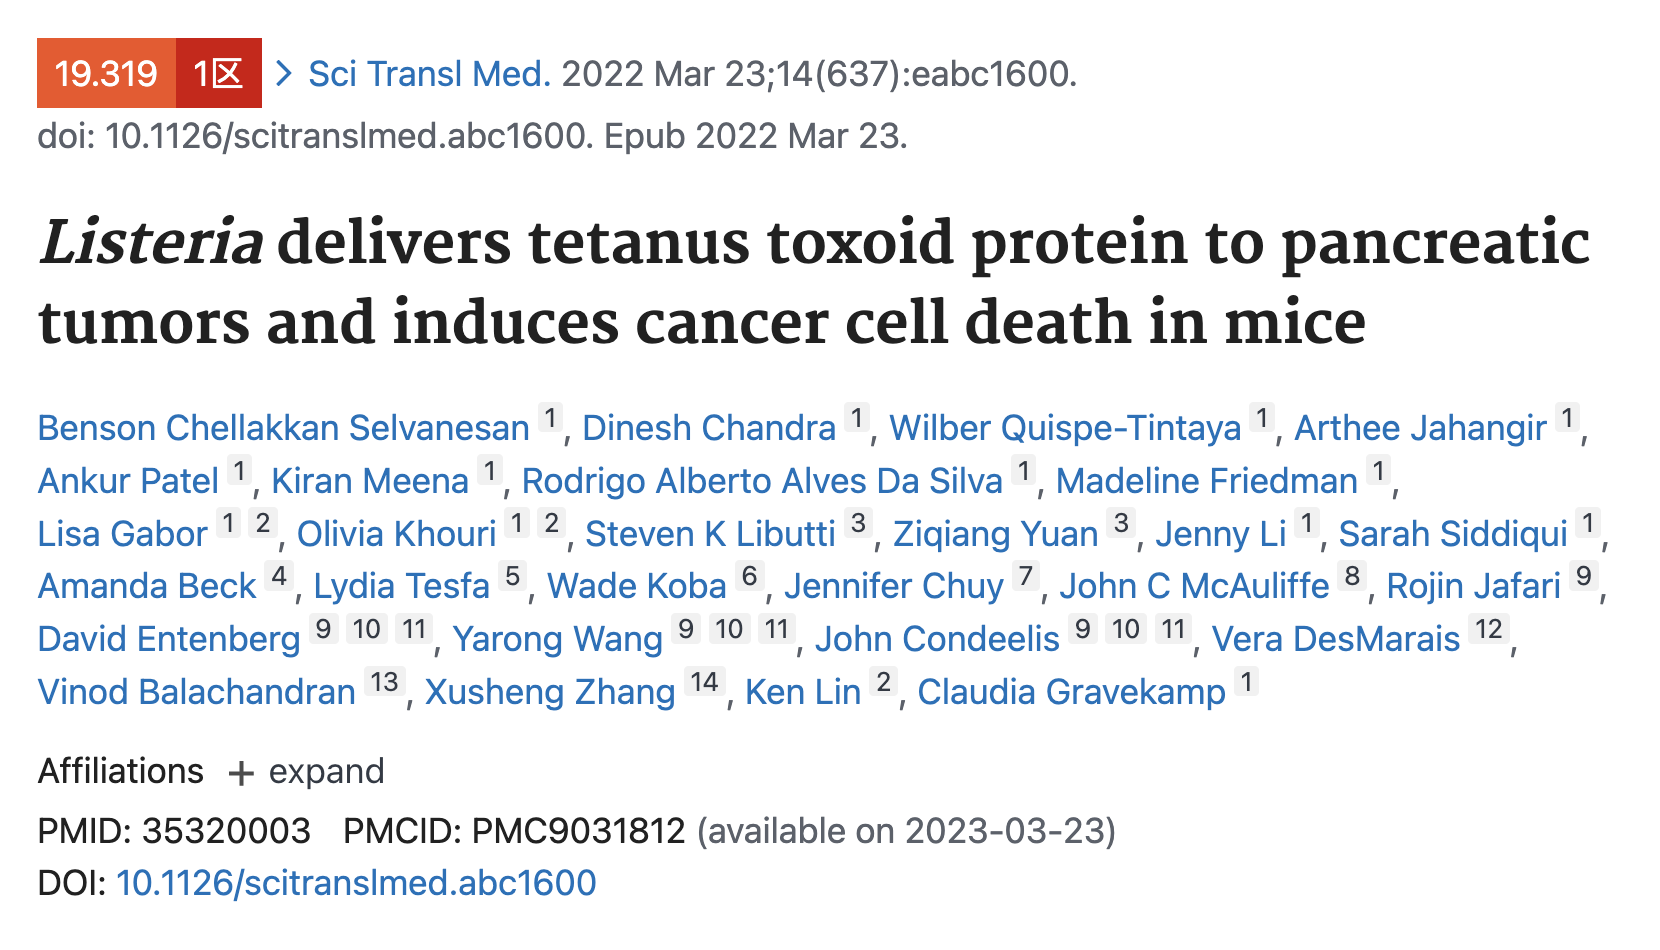 19.319 1区 > Sci Transl Med. 2022 Mar 23;14(637):eabc1600.
doi: 10.1126/scitranslmed.abc1600. Epub 2022 Mar 23.
Listeria delivers tetanus toxoid protein to pancreatic
tumors and induces cancer cell death in mice
Benson Chellakkan Selvanesan 1, Dinesh Chandra 1, Wilber Quispe-Tintaya 1, Arthee Jahangir 1,
Ankur Patel 1, Kiran Meena 1, Rodrigo Alberto Alves Da Silva 1, Madeline Friedman 1,
Lisa Gabor 1 2, Olivia Khouri 1 2, Steven K Libutti 3, Ziqiang Yuan 3, Jenny Li 1, Sarah Siddiqui 1,
Amanda Beck 4, Lydia Tesfa 5, Wade Koba 6, Jennifer Chuy 7, John C McAuliffe 8, Rojin Jafari 9,
David Entenberg 9 10 11, Yarong Wang 9 10 11, John Condeelis 9 10 11, Vera DesMarais 12,
Vinod Balachandran 13, Xusheng Zhang 14, Ken Lin 2, Claudia Gravekamp 1
Affiliations + expand
PMID: 35320003 PMCID: PMC9031812 (available on 2023-03-23)
DOI: 10.1126/scitranslmed.abc1600